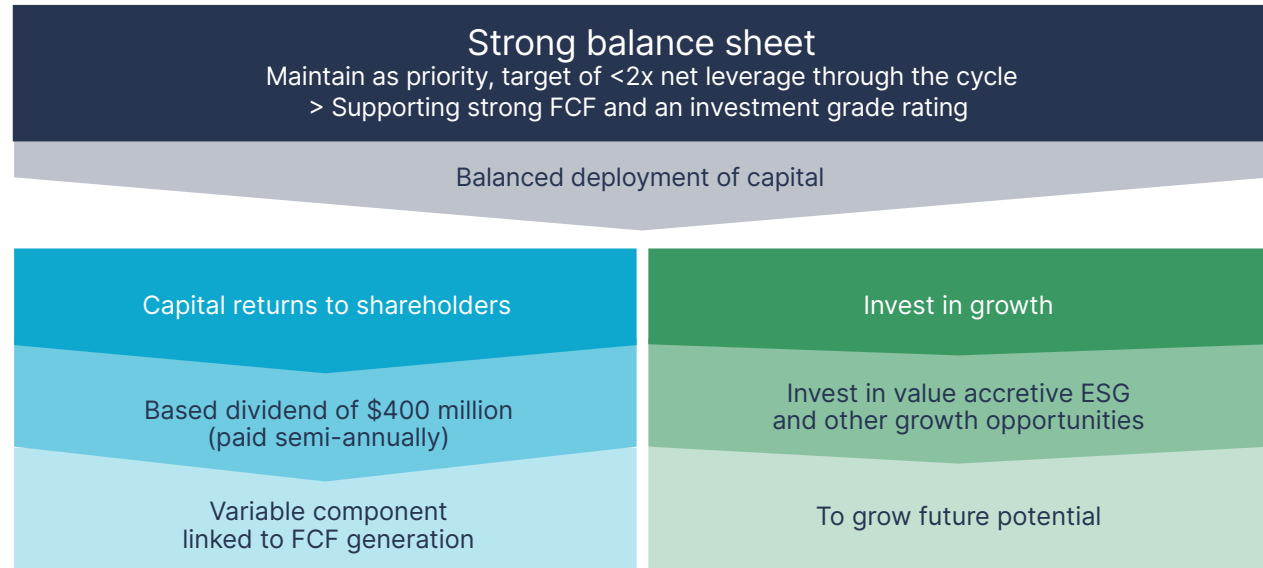 Strong balance sheet
Maintain as priority, target of <2x net leverage through the cycle
> Supporting strong FCF and an investment grade rating
Balanced deployment of capital
Capital returns to shareholders
Based dividend of $400 million
(paid semi-annually)
Variable component
linked to FCF generation
Invest in growth
Invest in value accretive ESG
and other growth opportunities
To grow future potential